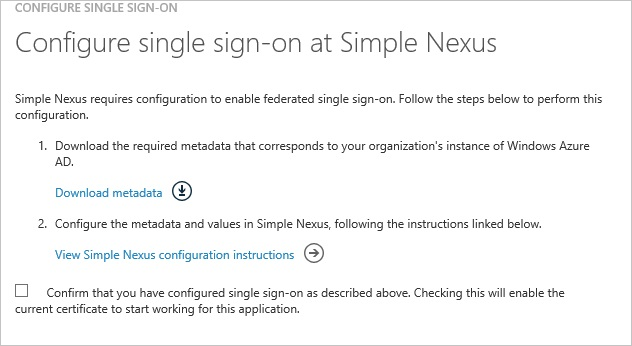 CONFIGURE SINGLE SIGN-ON
Configure single sign-on at Simple Nexus
Simple Nexus requires configuration to enable federated single sign-on. Follow the steps below to perform this
configuration.
1. Download the required metadata that corresponds to your organization's instance of Windows Azure
AD.
Download metadata
2. Configure the metadata and values in Simple Nexus, following the instructions linked below.
View Simple Nexus configuration instructions
Confirm that you have configured single sign-on as described above. Checking this will enable the
current certificate to start working for this application.